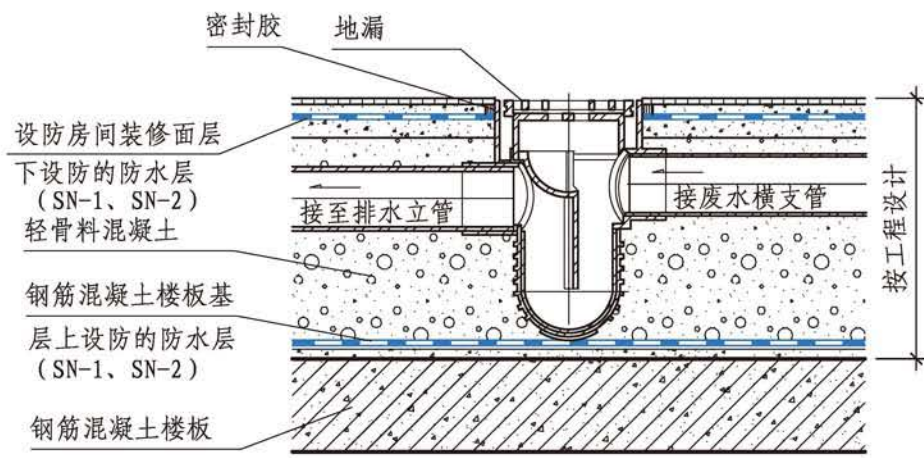 密封胶
地漏
设防房间装修面层
下设防的防水层
（SN-1、SN-2）
接至排水立管
接废水横支管
轻骨料混凝土
钢筋混凝土楼板基
层上设防的防水层
（SN-1、SN-2）
钢筋混凝土楼板
按工程设计